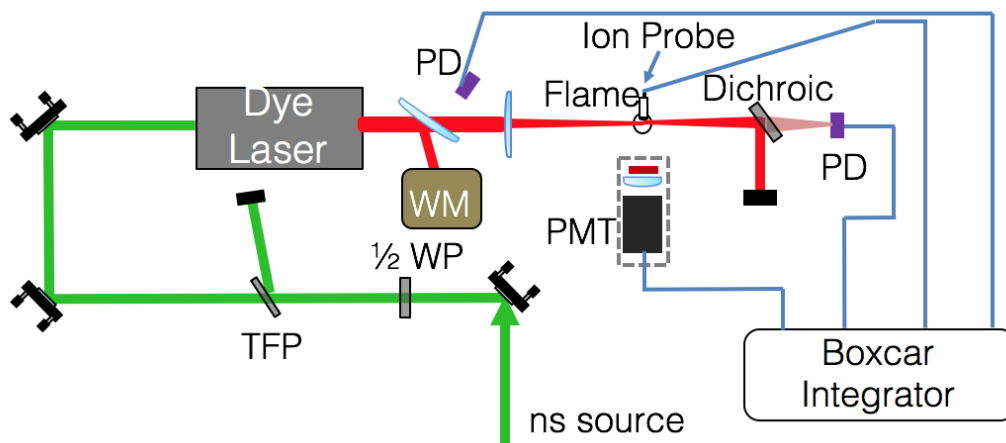 PD
Ion Probe
Flame
Dichroic
Dye
Laser
PD
WM
PMT
½ WP
TFP
Boxcar
Integrator
ns source